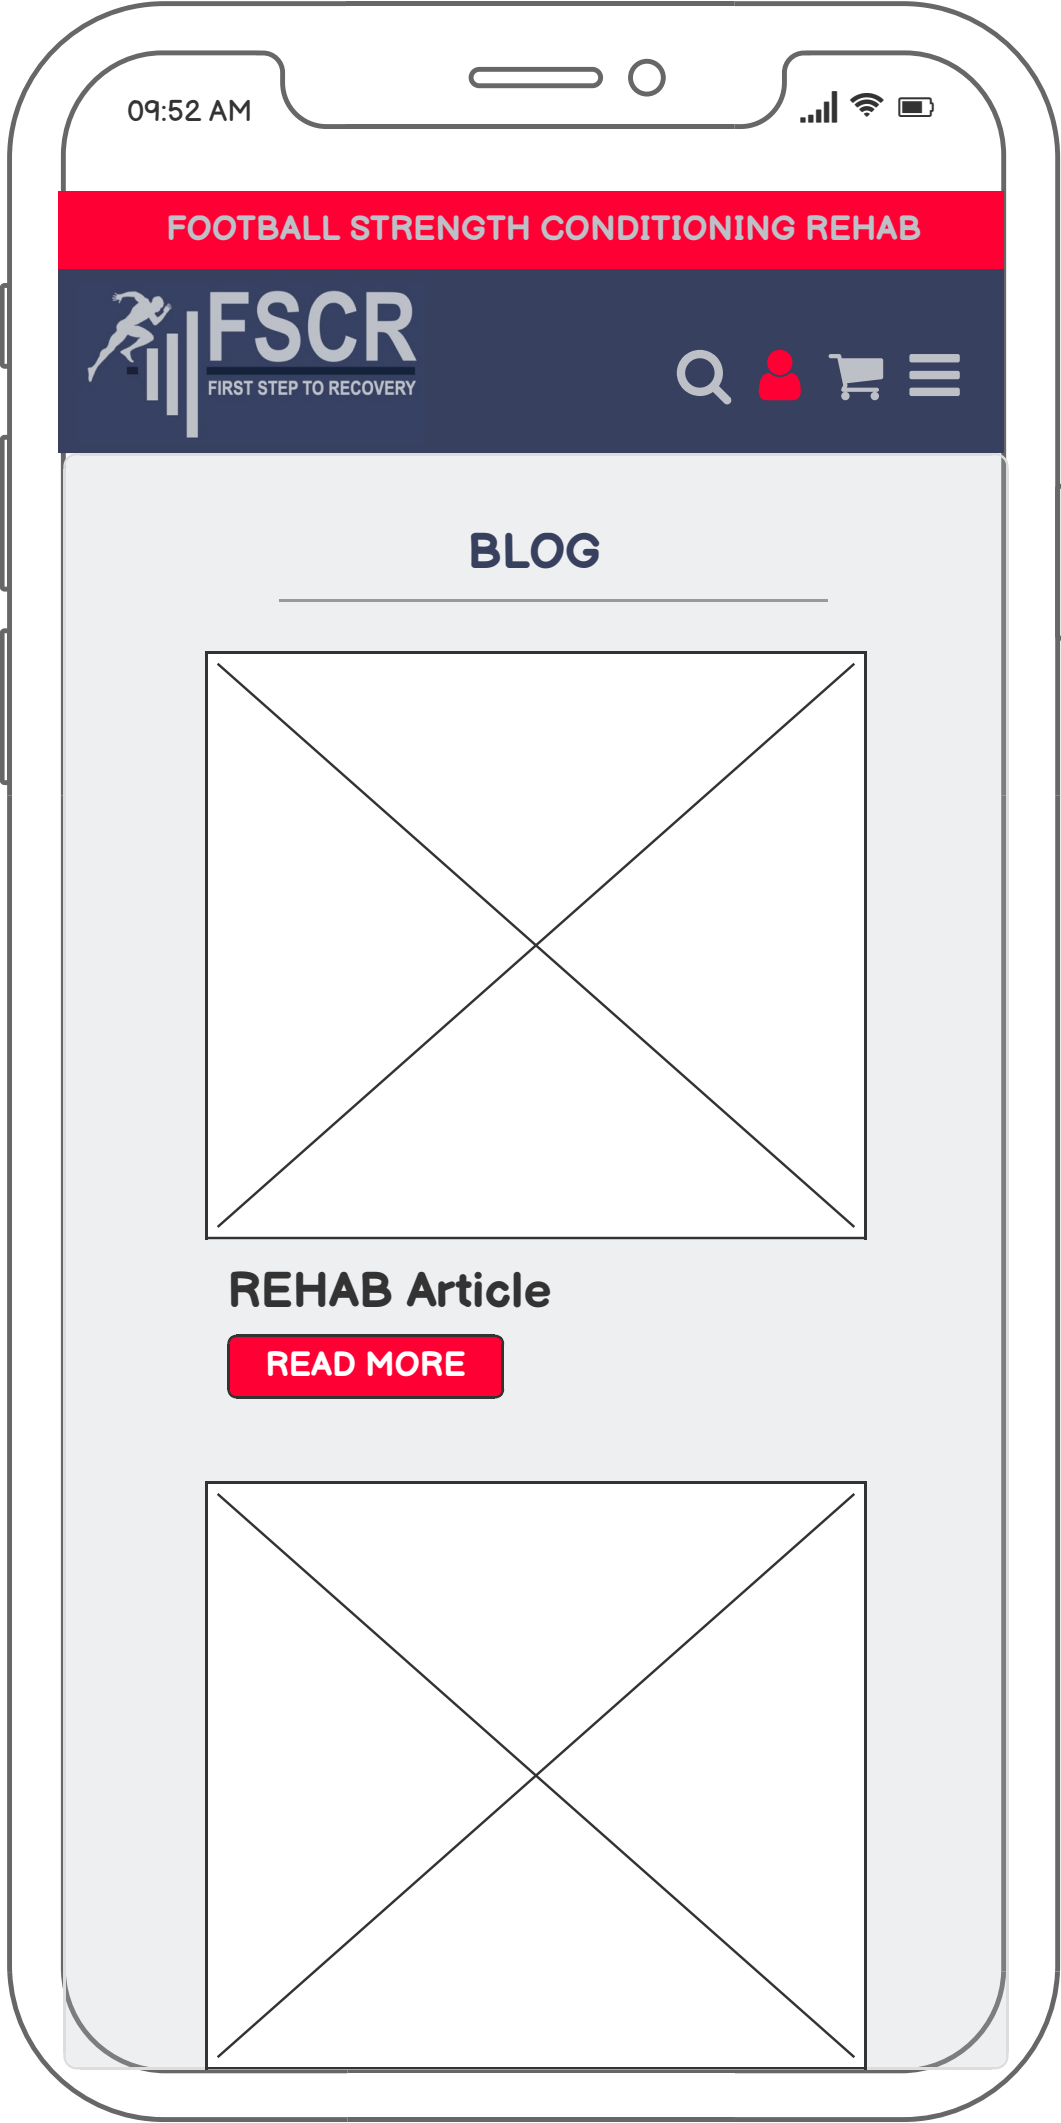 09:52 AM
FOOTBALL STRENGTH CONDITIONING REHAB
FSCR
FIRST STEP TO RECOVERY
BLOG
REHAB Article
READ MORE